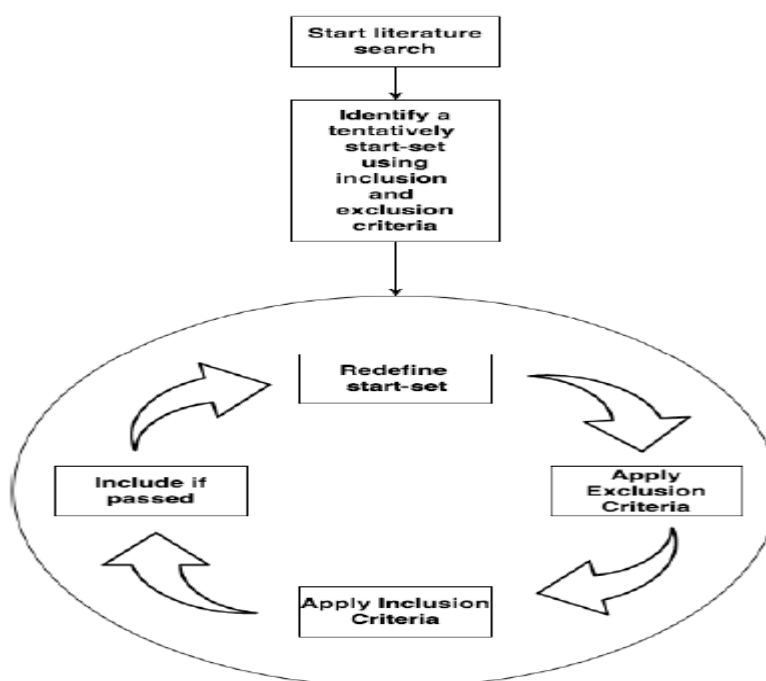 Start literature
search
Identify a
tentatively
start-set
using
inclusion
and
exclusion
criteria
Redefine
start-set
Apply
Exclusion
Criteria
Apply Inclusion
Criteria
Include if
passed